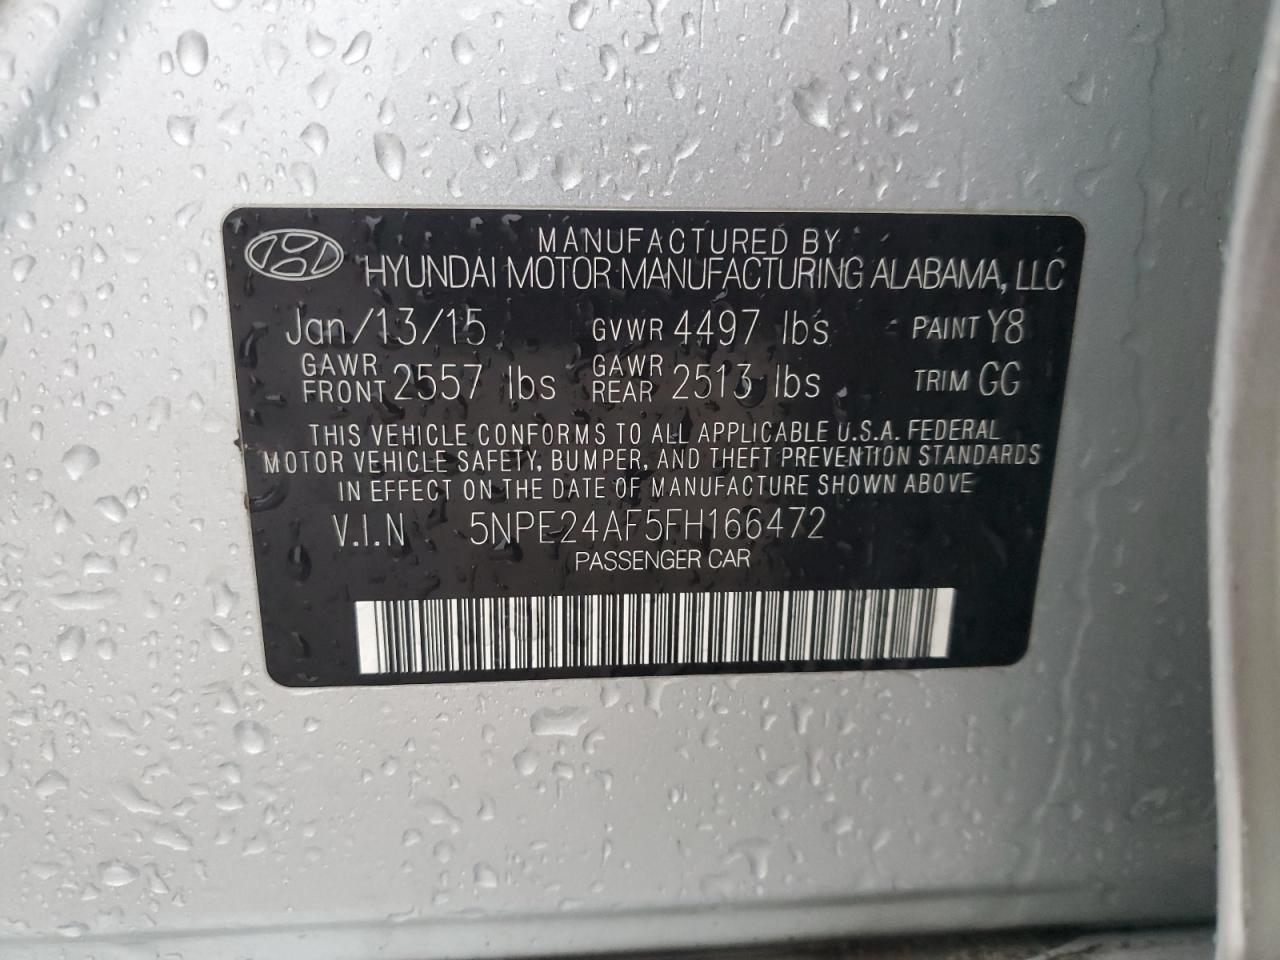 MANUFACTURED BY
HYUNDAI MOTOR MANUFACTURING ALABAMA, LLC
Jan/13/15 GVWR 4497 lbs PAINT Y8
GAWR FRONT 2557 lbs GAWR REAR 2513 lbs TRIM GG
THIS VEHICLE CONFORMS TO ALL APPLICABLE U.S.A. FEDERAL
MOTOR VEHICLE SAFETY, BUMPER, AND THEFT PREVENTION STANDARDS
IN EFFECT ON THE DATE OF MANUFACTURE SHOWN ABOVE
V.I.N 5NPE24AF5FH166472
PASSENGER CAR